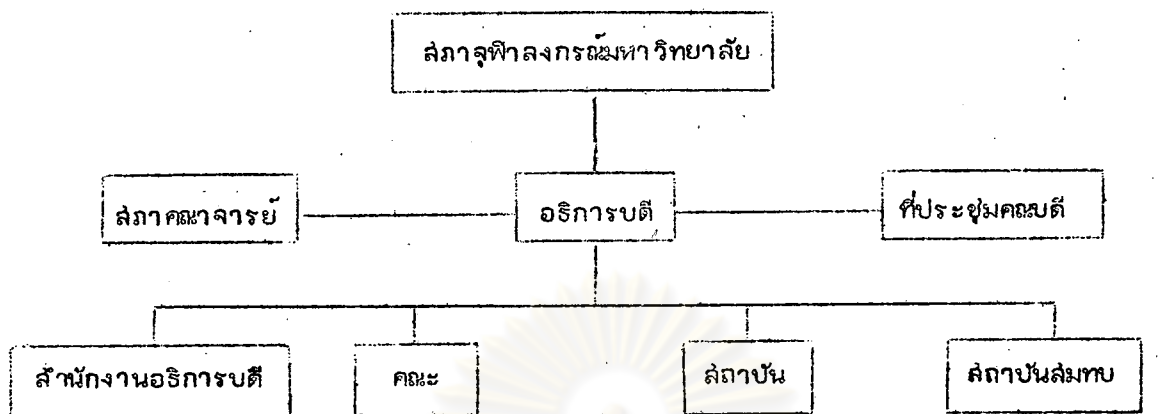 สภาจุฬาลงกรณ์มหาวิทยาลัย
สภาคณาจารย์
อธิการบดี
ที่ประชุมคณบดี
สำนักงานอธิการบดี
คณะ
สถาบัน
สถาบันสมทบ